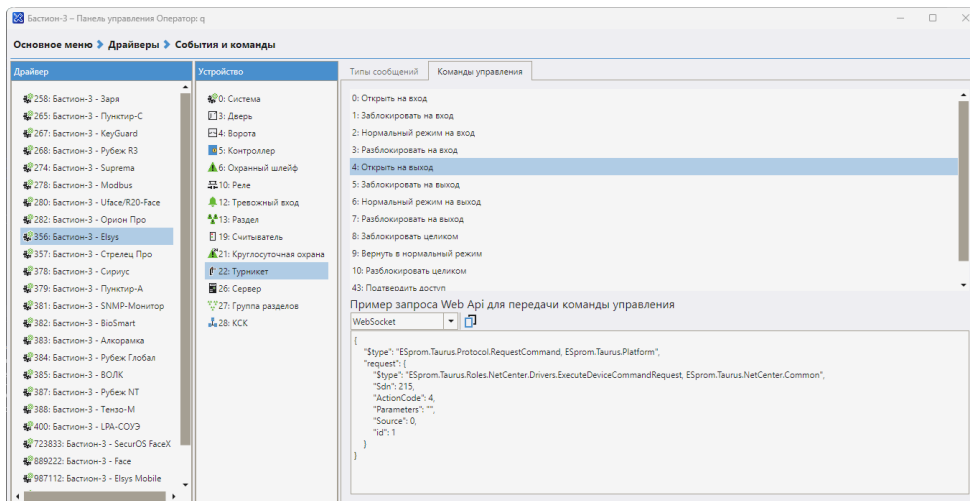 Бастион-3 – Панель управления Оператор: q
Основное меню Драйверы События и команды
Драйвер
258: Бастион-3 - Заря
265: Бастион-3 - Пунктир-С
267: Бастион-3 - KeyGuard
268: Бастион-3 - Рубеж R3
274: Бастион-3 - Suprema
278: Бастион-3 - Modbus
280: Бастион-3 - Uface/R20-Face
282: Бастион-3 - Орион Про
356: Бастион-3 - Elsys
357: Бастион-3 - Стрелец Про
378: Бастион-3 - Сириус
379: Бастион-3 - Пунктир-А
381: Бастион-3 - SNMP-Монитор
382: Бастион-3 - BioSmart
383: Бастион-3 - Алкорамка
384: Бастион-3 - Рубеж Глобал
385: Бастион-3 - ВОЛК
387: Бастион-3 - Рубеж NT
388: Бастион-3 - Тензо-М
400: Бастион-3 - LPA-СОУЭ
723833: Бастион-3 - SecurOS FaceX
889222: Бастион-3 - Face
987112: Бастион-3 - Elsys Mobile
Устройство
0: Система
3: Дверь
4: Ворота
5: Контроллер
6: Охранный шлейф
10: Реле
12: Тревожный вход
13: Раздел
19: Считыватель
21: Круглосуточная охрана
22: Турникет
26: Сервер
27: Группа разделов
28: КСК
Типы сообщений Команды управления
0: Открыть на вход
1: Заблокировать на вход
2: Нормальный режим на вход
3: Разблокировать на вход
4: Открыть на выход
5: Заблокировать на выход
6: Нормальный режим на выход
7: Разблокировать на выход
8: Заблокировать целиком
9: Вернуть в нормальный режим
10: Разблокировать целиком
43: Подтвердить доступ
Пример запроса Web Api для передачи команды управления
WebSocket
{
"$type": "ESprom.Taurus.Protocol.RequestCommand, ESprom.Taurus.Platform",
"request": {
"$type": "ESprom.Taurus.Roles.NetCenter.Drivers.ExecuteDeviceCommandRequest, ESprom.Taurus.NetCenter.Common",
"Sdn": 215,
"ActionCode": 4,
"Parameters": "",
"Source": 0,
"id": 1
}
}